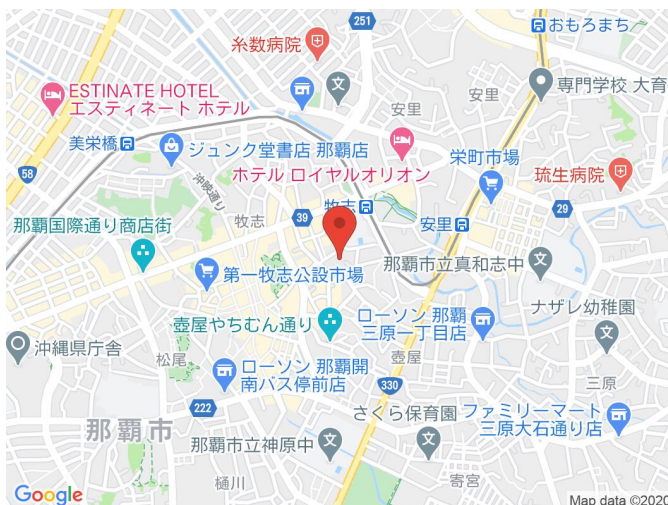 251
おもろまち
糸数病院
安里
専門学校 大育
ESTINATE HOTEL
エスティネート ホテル
安里
美栄橋
ジュンク堂書店 那覇店
栄町市場
ホテル ロイヤルオリオン
琉生病院
58
沖映通り
牧志
39
牧志
29
安里
那覇国際通り商店街
第一牧志公設市場
那覇市立真和志中
ナザレ幼稚園
壺屋やちむん通り
ローソン 那覇
三原一丁目店
沖縄県庁舎
松尾
ローソン 那覇開
南バス停前店
壺屋
三原
330
222
さくら保育園
ファミリーマート
三原大石通り店
那覇市
那覇市立神原中
樋川
寄宮
Google
Map data ©2020